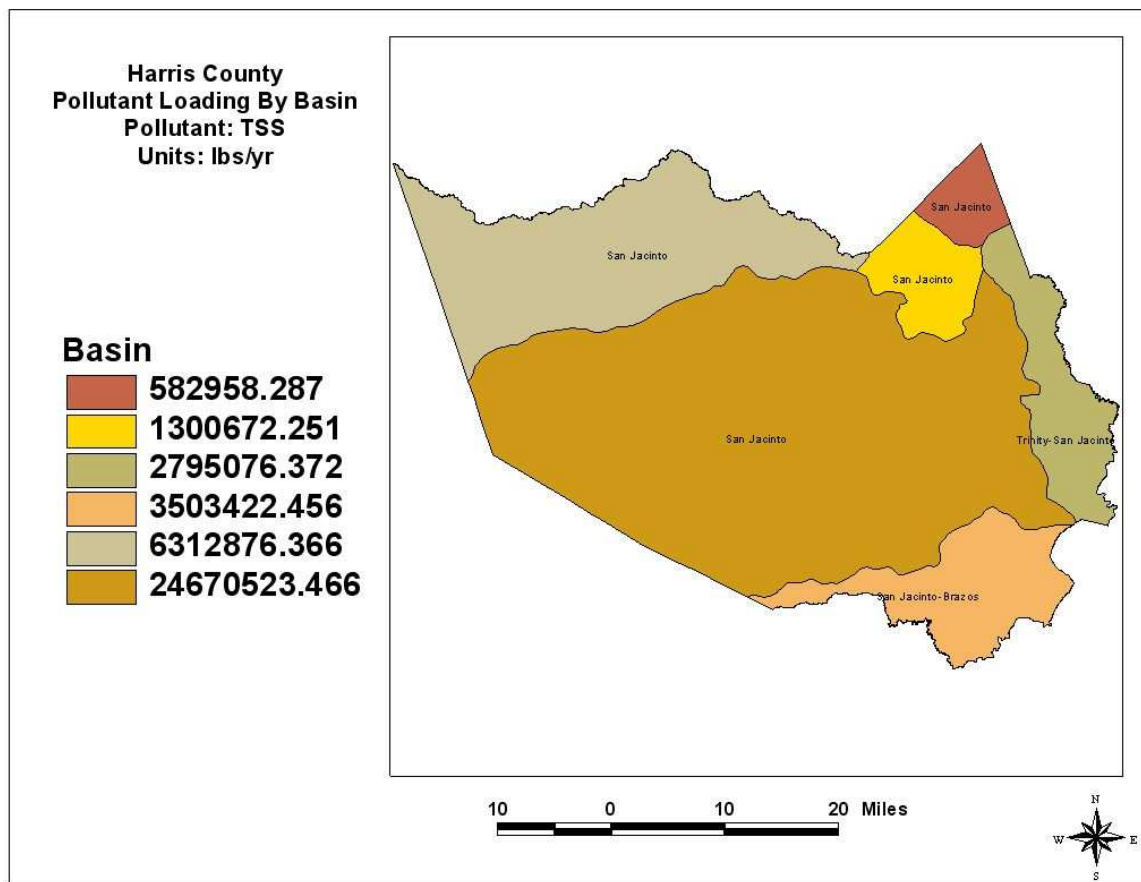 Harris County
Pollutant Loading By Basin
Pollutant: TSS
Units: lbs/yr
San Jacinto
San Jacinto
San Jacinto
San Jacinto
Trinity-San Jacinto
San Jacinto-Brazos
Basin
582958.287
1300672.251
2795076.372
3503422.456
6312876.366
24670523.466
10 0 10 20 Miles
N
W E
S